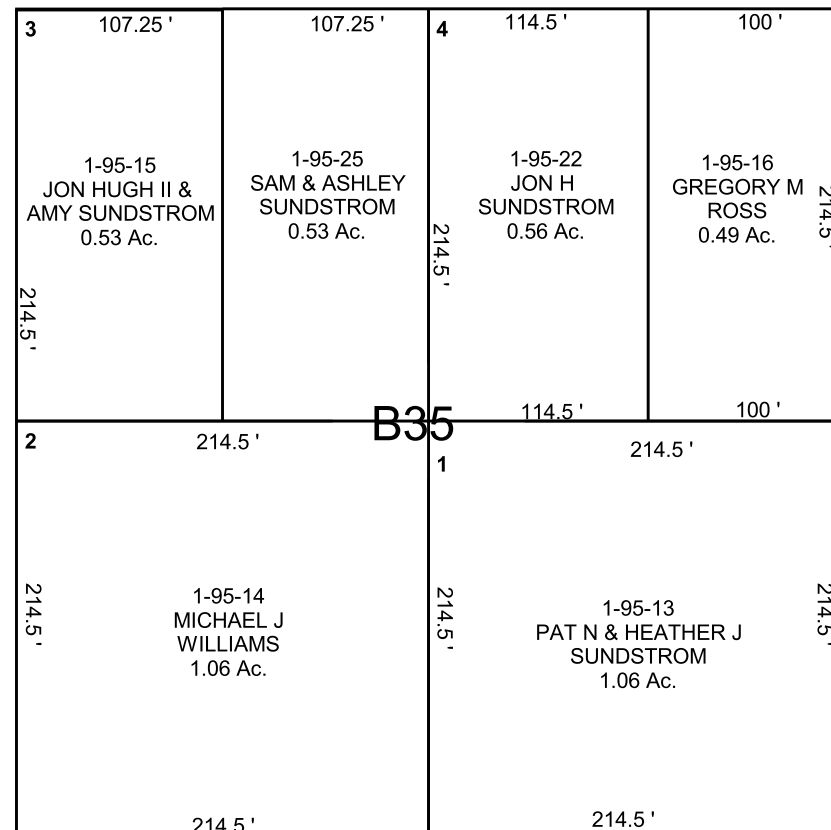 3
107.25 '
107.25 '
4
114.5 '
100 '
1-95-15
JON HUGH II &
AMY SUNDSTROM
0.53 Ac.
1-95-25
SAM & ASHLEY
SUNDSTROM
0.53 Ac.
1-95-22
JON H
SUNDSTROM
0.56 Ac.
1-95-16
GREGORY M
ROSS
0.49 Ac.
214.5 '
214.5 '
214.5 '
114.5 '
100 '
B35
2
214.5 '
1
214.5 '
214.5 '
1-95-14
MICHAEL J
WILLIAMS
1.06 Ac.
214.5 '
1-95-13
PAT N & HEATHER J
SUNDSTROM
1.06 Ac.
214.5 '
214.5 '
214.5 '